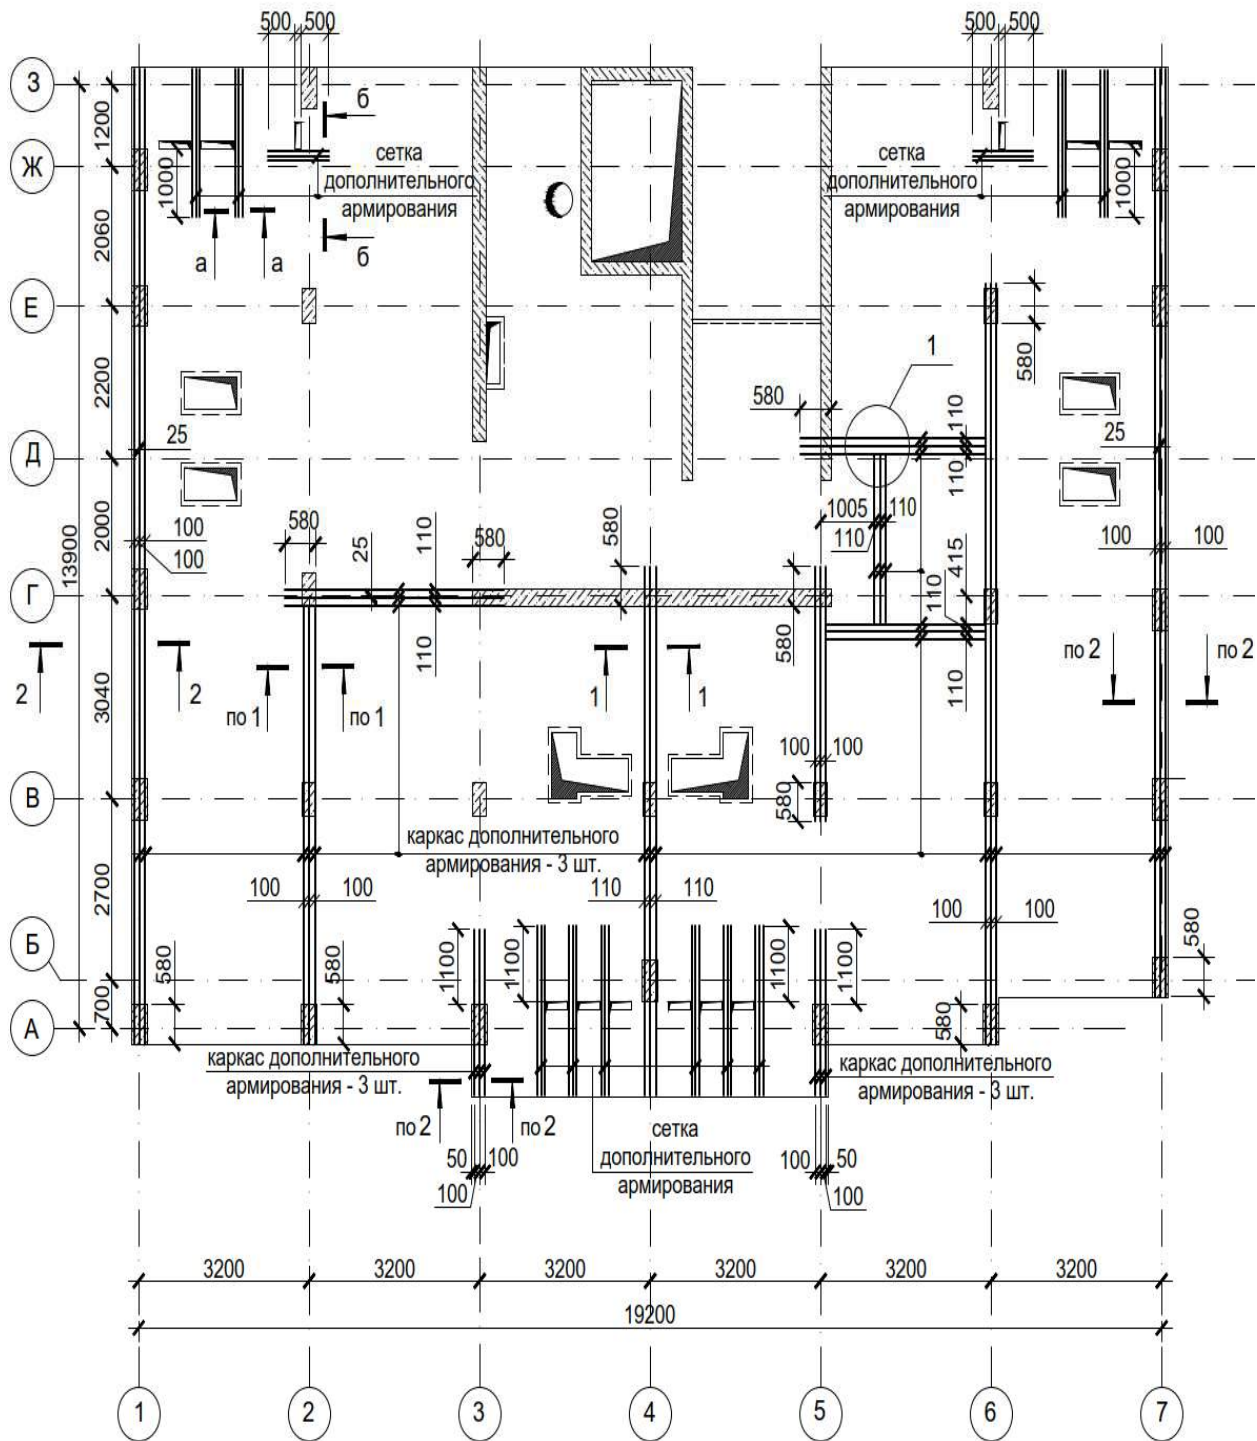 500 500
500 500
З
1200
б
сетка
дополнительного
армирования
сетка
дополнительного
армирования
Ж
1000
1000
2060
а
а
б
Е
580
2200
1
580
110
25
25
Д
110
2000
13900
100
100
580
25
110
580
580
1005
110
110
415
100
100
Г
110
580
110
110
2
2
по 1
по 1
1
1
по 2
по 2
3040
100
100
580
В
каркас дополнительного
армирования - 3 шт.
2700
100
100
110
110
100
100
Б
580
580
1100
1100
1100
1100
580
580
700
А
каркас дополнительного
армирования - 3 шт.
каркас дополнительного
армирования - 3 шт.
по 2
по 2
сетка
дополнительного
армирования
50
100
100
100
50
100
3200
3200
3200
3200
3200
3200
19200
1
2
3
4
5
6
7